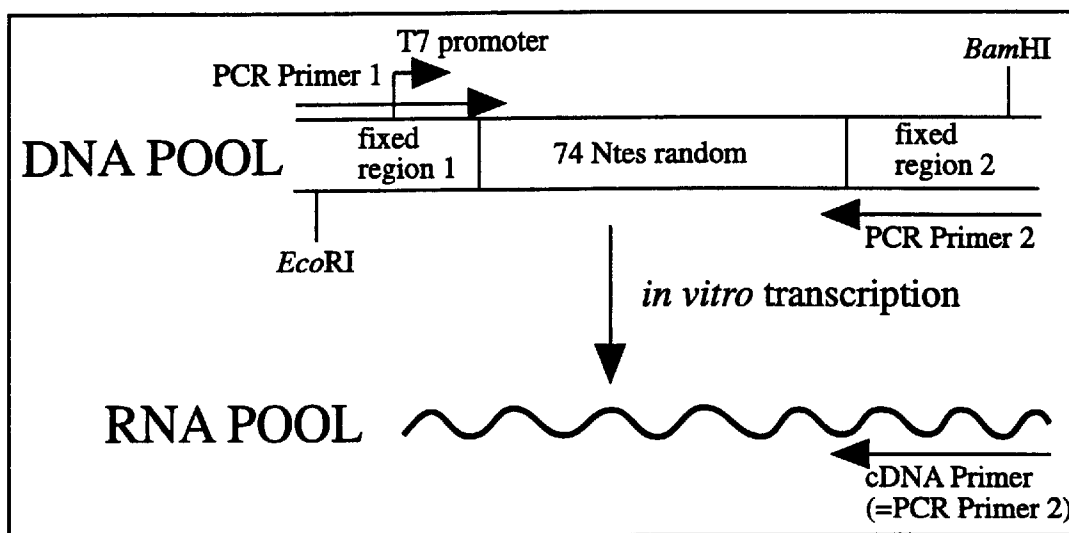 T7 promoter
BamHI
PCR Primer 1
DNA POOL
fixed
region 1
74 Ntes random
fixed
region 2
PCR Primer 2
EcoRI
in vitro transcription
RNA POOL
cDNA Primer
(=PCR Primer 2)